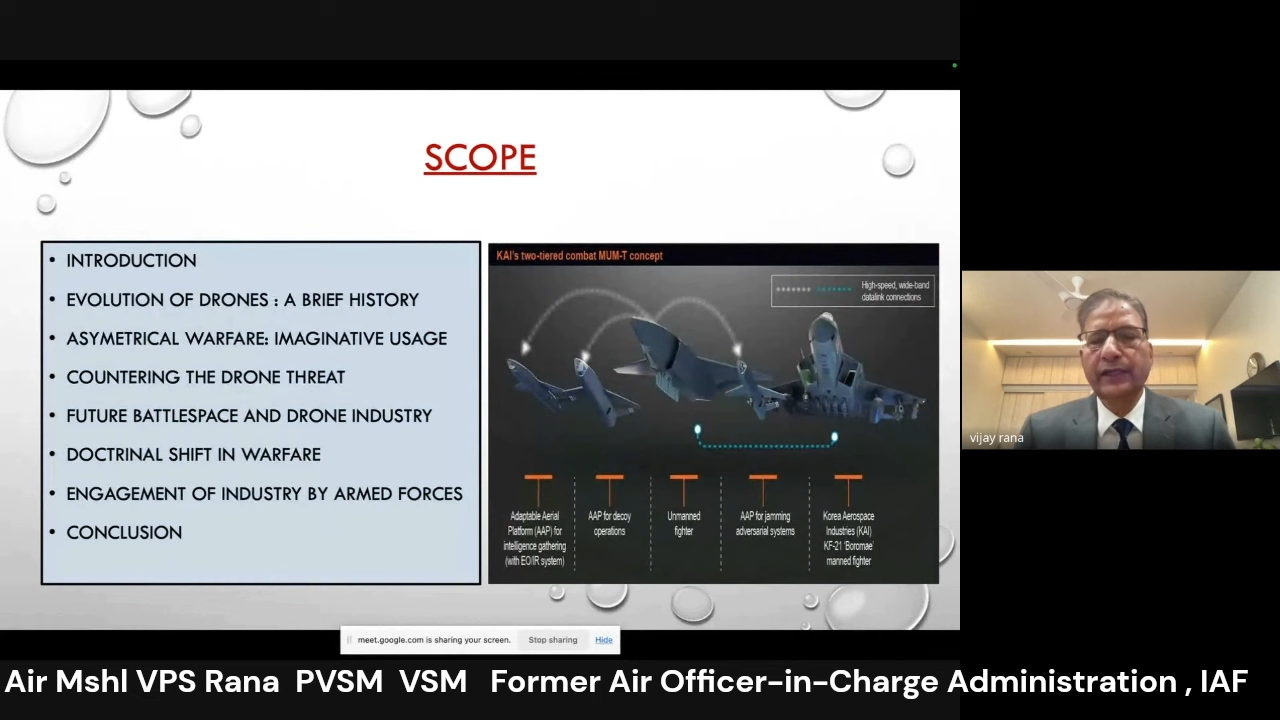 SCOPE
• INTRODUCTION
• EVOLUTION OF DRONES : A BRIEF HISTORY
• ASYMETRICAL WARFARE: IMAGINATIVE USAGE
• COUNTERING THE DRONE THREAT
• FUTURE BATTLESPACE AND DRONE INDUSTRY
• DOCTRINAL SHIFT IN WARFARE
• ENGAGEMENT OF INDUSTRY BY ARMED FORCES
• CONCLUSION
KAI's two-tiered combat MUM-T concept
High-speed, wide-band
datalink connections
Adaptable Aerial
Platform (AAP) for
intelligence gathering
(with EO/IR system)
AAP for decoy
operations
Unmanned
fighter
AAP for jamming
adversarial systems
Korea Aerospace
Industries (KAI)
KF-21 'Boromae'
manned fighter
vijay rana
meet.google.com is sharing your screen. Stop sharing Hide
Air Mshl VPS Rana PVSM VSM Former Air Officer-in-Charge Administration , IAF